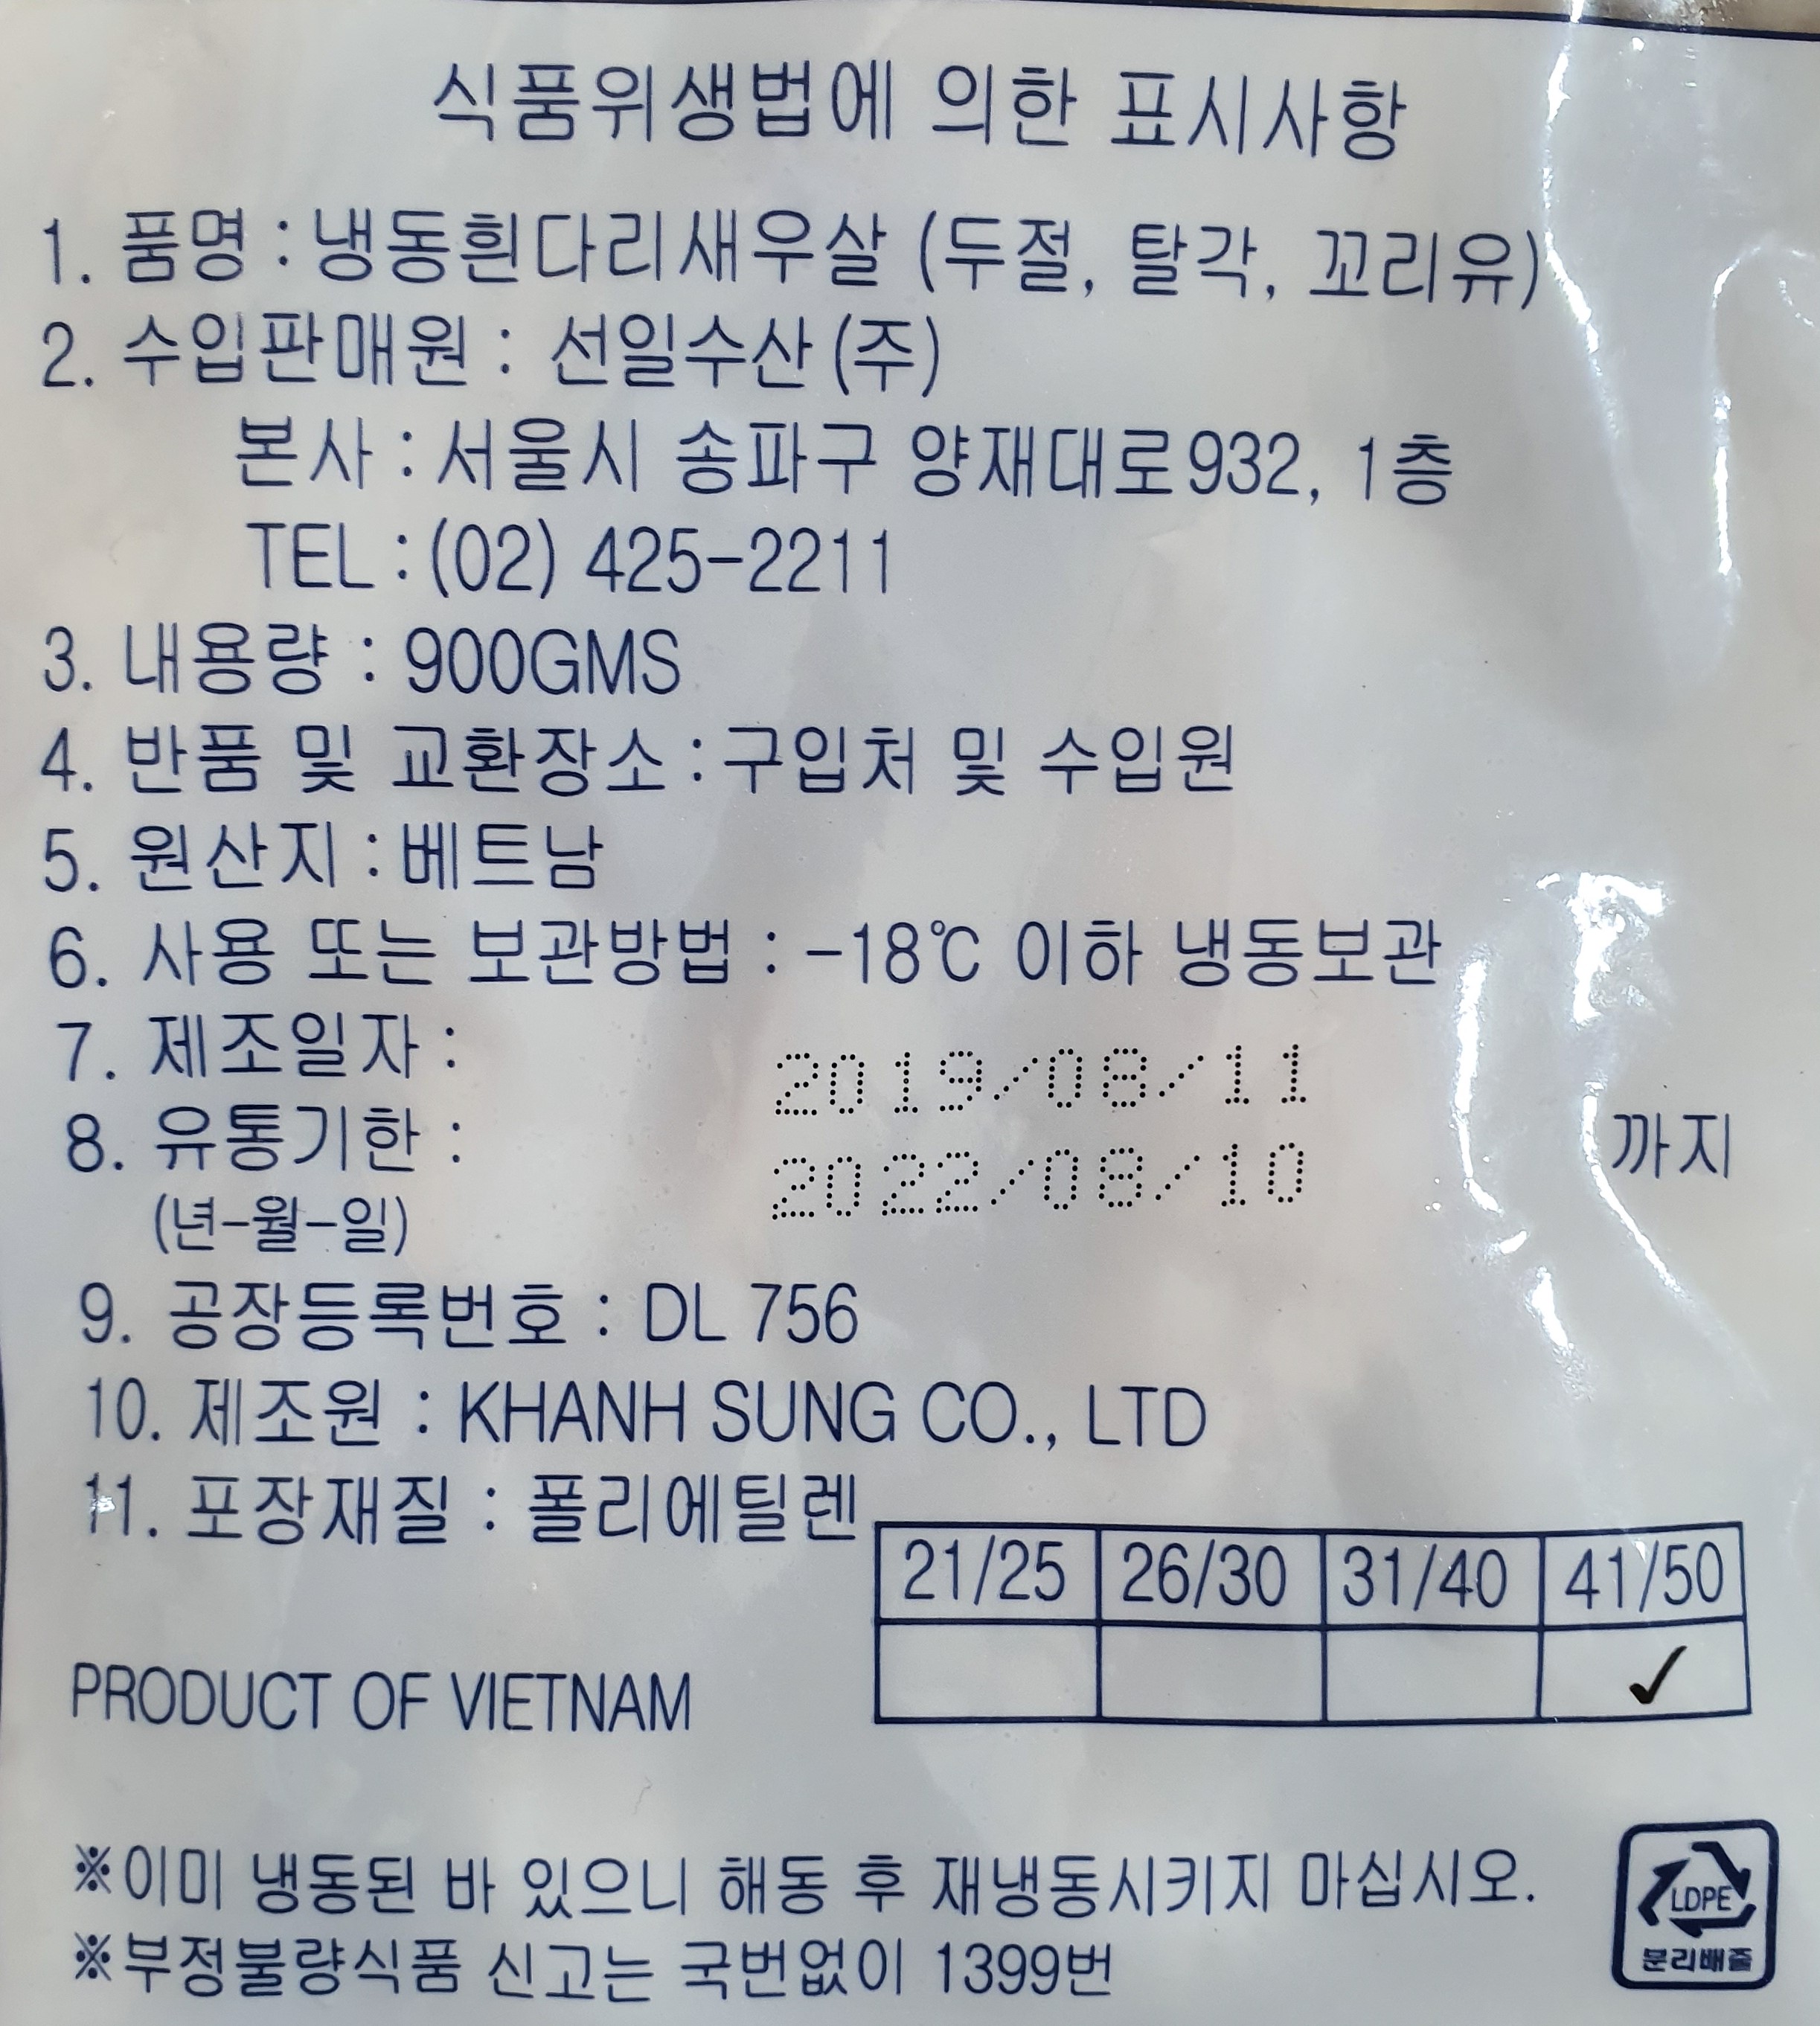 식품위생법에 의한 표시사항
1. 품명 : 냉동흰다리새우살 (두절, 탈각, 꼬리유)
2. 수입판매원 : 선일수산 (주)
본사 : 서울시 송파구 양재대로932, 1층
TEL : (02) 425-2211
3. 내용량 : 900GMS
4. 반품 및 교환장소 : 구입처 및 수입원
5. 원산지 : 베트남
6. 사용 또는 보관방법 : -18℃ 이하 냉동보관
7. 제조일자 : 2019/08/11
8. 유통기한 : 2022/08/10 까지
(년-월-일)
9. 공장등록번호 : DL 756
10. 제조원 : KHANH SUNG CO., LTD
11. 포장재질 : 폴리에틸렌
21/25 26/30 31/40 41/50
✓
PRODUCT OF VIETNAM
※이미 냉동된 바 있으니 해동 후 재냉동시키지 마십시오.
※부정불량식품 신고는 국번없이 1399번
LDPE
분리배출